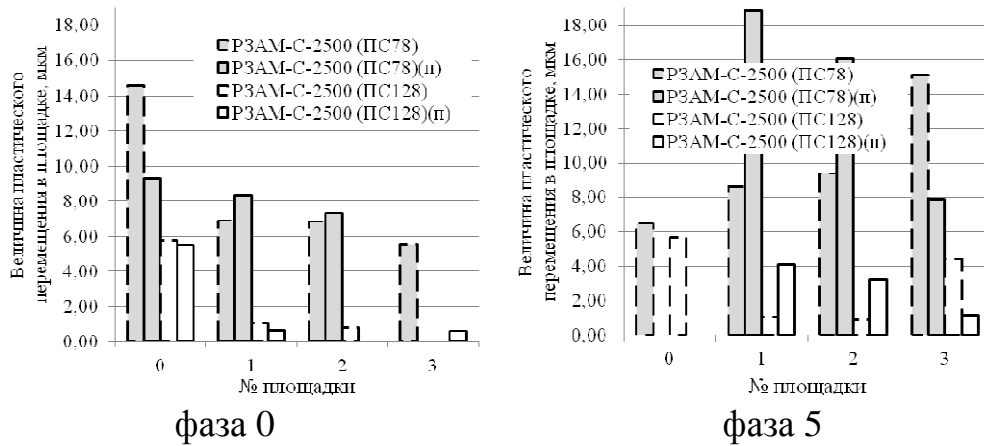 Величина пластического
перемещения в площадке, мкм
18,00
16,00
14,00
12,00
10,00
8,00
6,00
4,00
2,00
0,00
РЗАМ-С-2500 (ПС78)
РЗАМ-С-2500 (ПС78)(п)
РЗАМ-С-2500 (ПС128)
РЗАМ-С-2500 (ПС128)(п)
0 1 2 3
№ площадки
фаза 0
Величина пластического
перемещения в площадке, мкм
18,00
16,00
14,00
12,00
10,00
8,00
6,00
4,00
2,00
0,00
РЗАМ-С-2500 (ПС78)
РЗАМ-С-2500 (ПС78)(п)
РЗАМ-С-2500 (ПС128)
РЗАМ-С-2500 (ПС128)(п)
0 1 2 3
№ площадки
фаза 5